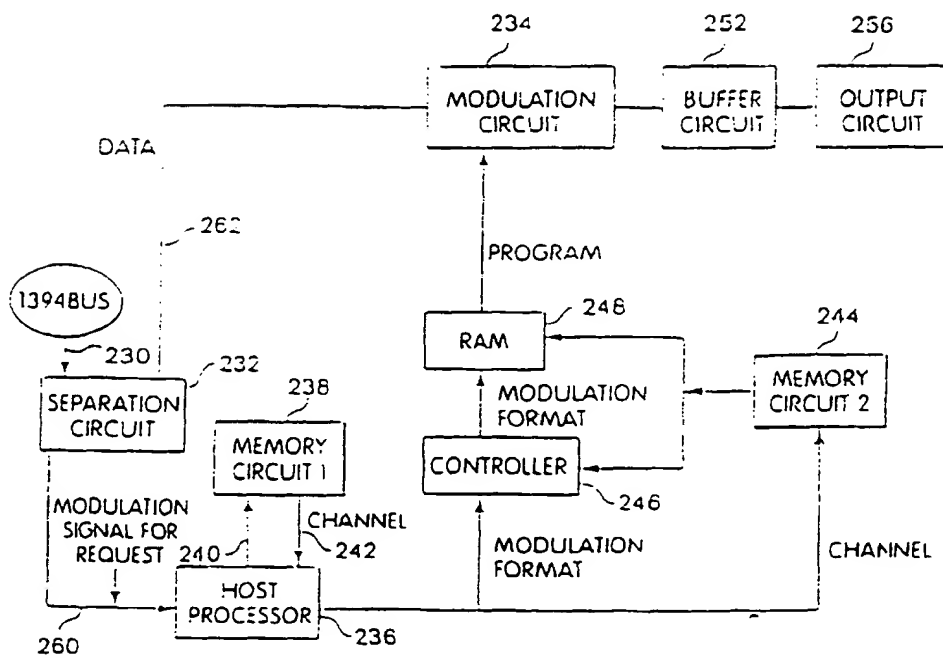 234
252
256
MODULATION
CIRCUIT
BUFFER
CIRCUIT
OUTPUT
CIRCUIT
DATA
262
PROGRAM
1394BUS
230
232
SEPARATION
CIRCUIT
238
MEMORY
CIRCUIT 1
248
RAM
244
MEMORY
CIRCUIT 2
MODULATION
FORMAT
CONTROLLER
246
MODULATION
SIGNAL FOR
REQUEST
240
CHANNEL
242
MODULATION
FORMAT
CHANNEL
HOST
PROCESSOR
236
260